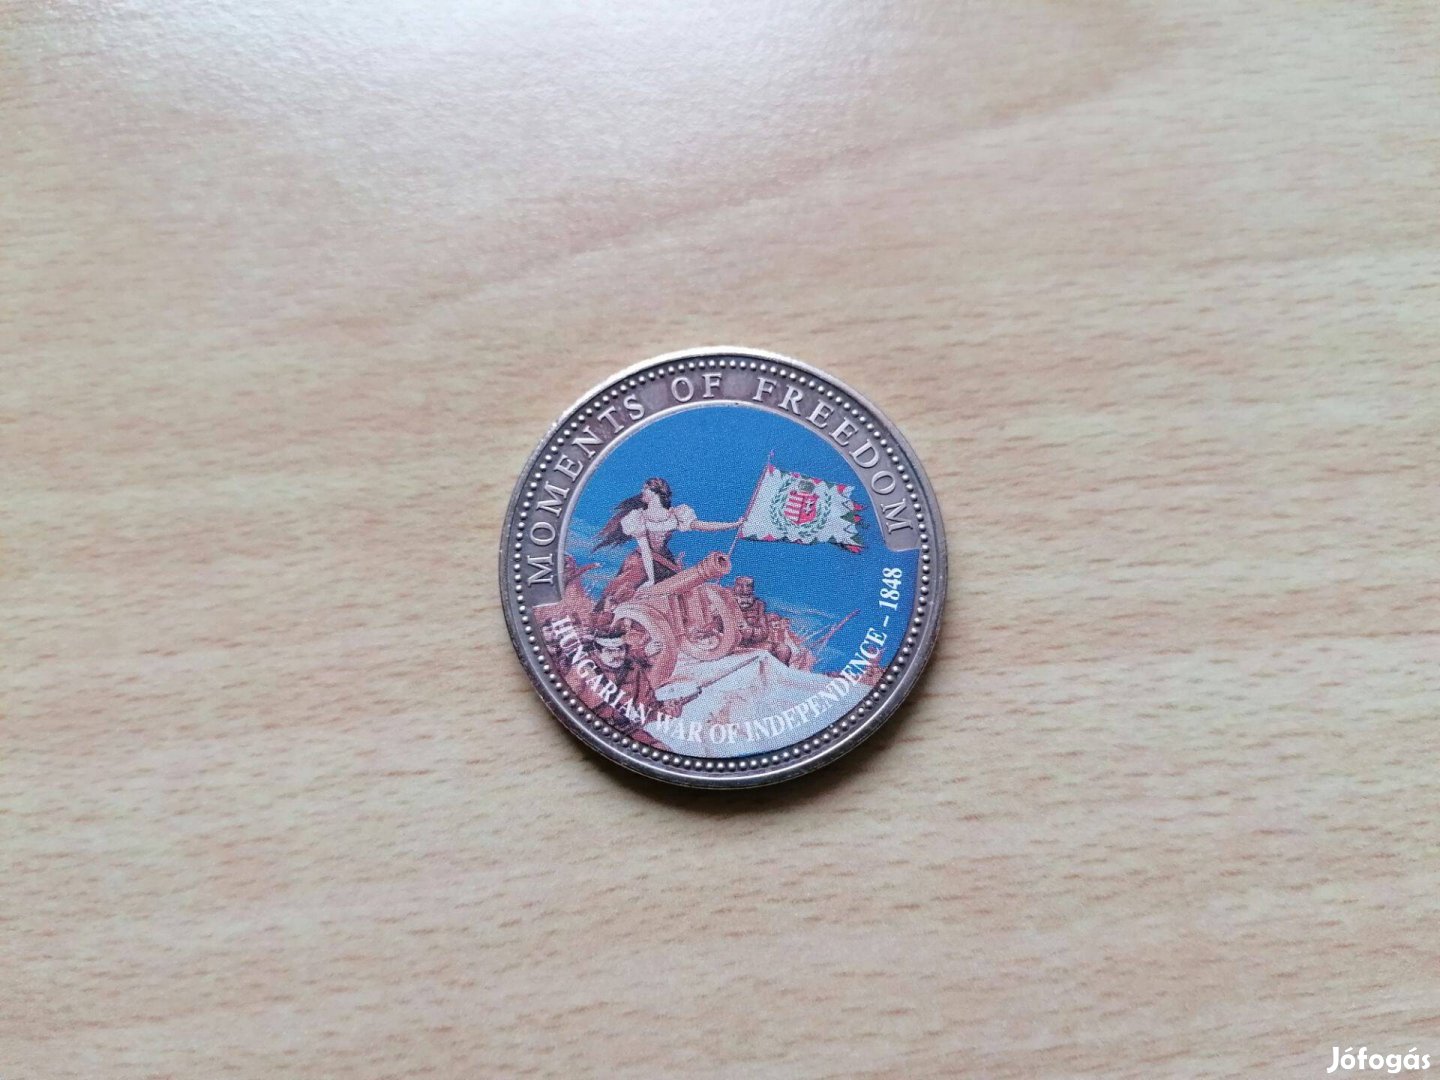 MOMENTS OF FREEDOM
HUNGARIAN WAR OF INDEPENDENCE - 1848
Jófogás